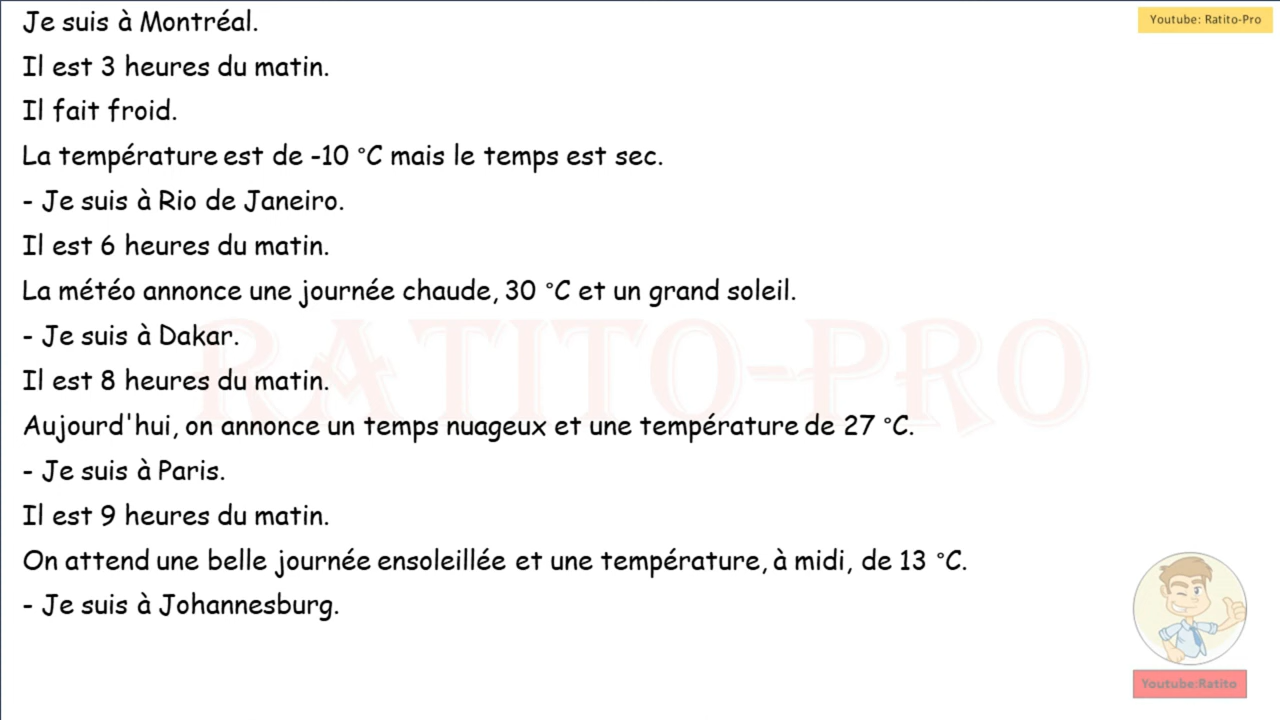 Je suis à Montréal.
Youtube: Ratito-Pro
Il est 3 heures du matin.
Il fait froid.
La température est de -10 °C mais le temps est sec.
- Je suis à Rio de Janeiro.
Il est 6 heures du matin.
La météo annonce une journée chaude, 30 °C et un grand soleil.
- Je suis à Dakar.
RATITO-PRO
Il est 8 heures du matin.
Aujourd'hui, on annonce un temps nuageux et une température de 27 °C.
- Je suis à Paris.
Il est 9 heures du matin.
On attend une belle journée ensoleillée et une température, à midi, de 13 °C.
- Je suis à Johannesburg.
Youtube:Ratito